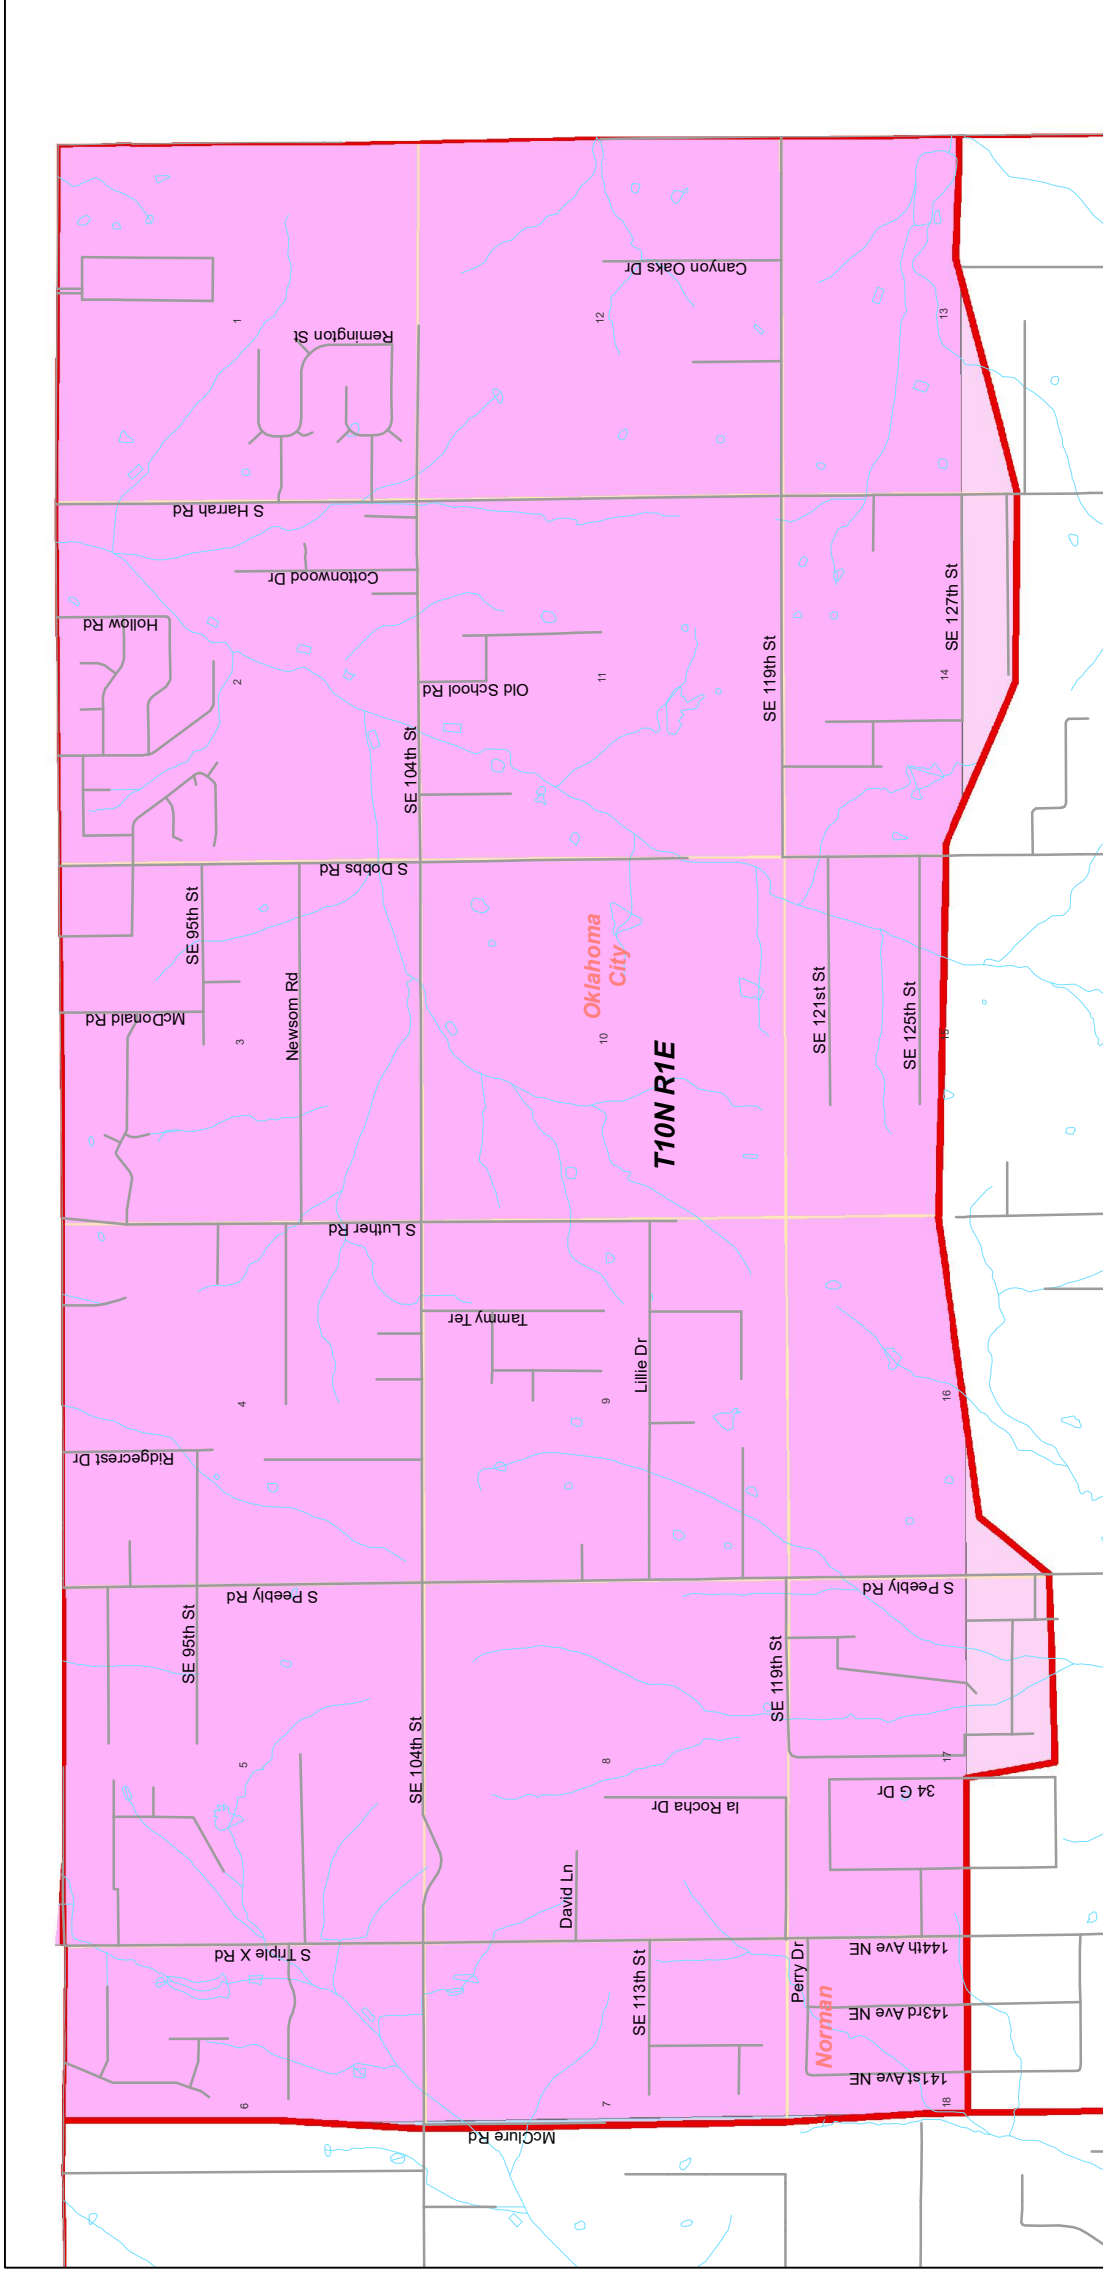 1
Remington St
12
Canyon Oaks Dr
13
S Harrah Rd
Cottonwood Dr
Hollow Rd
2
Old School Rd
11
SE 104th St
SE 119th St
14
SE 127th St
S Dobbs Rd
SE 95th St
McDonald Rd
3
Newsom Rd
Oklahoma
City
10
T10N R1E
SE 121st St
SE 125th St
15
S Luther Rd
Tammy Ter
Lillie Dr
4
9
16
Ridgecrest Dr
S Peebly Rd
S Peebly Rd
SE 95th St
SE 104th St
SE 119th St
5
8
17
la Rocha Dr
34 G Dr
David Ln
S Triple X Rd
SE 113th St
Perry Dr
144th Ave NE
143rd Ave NE
Norman
141st Ave NE
6
7
18
McClure Rd